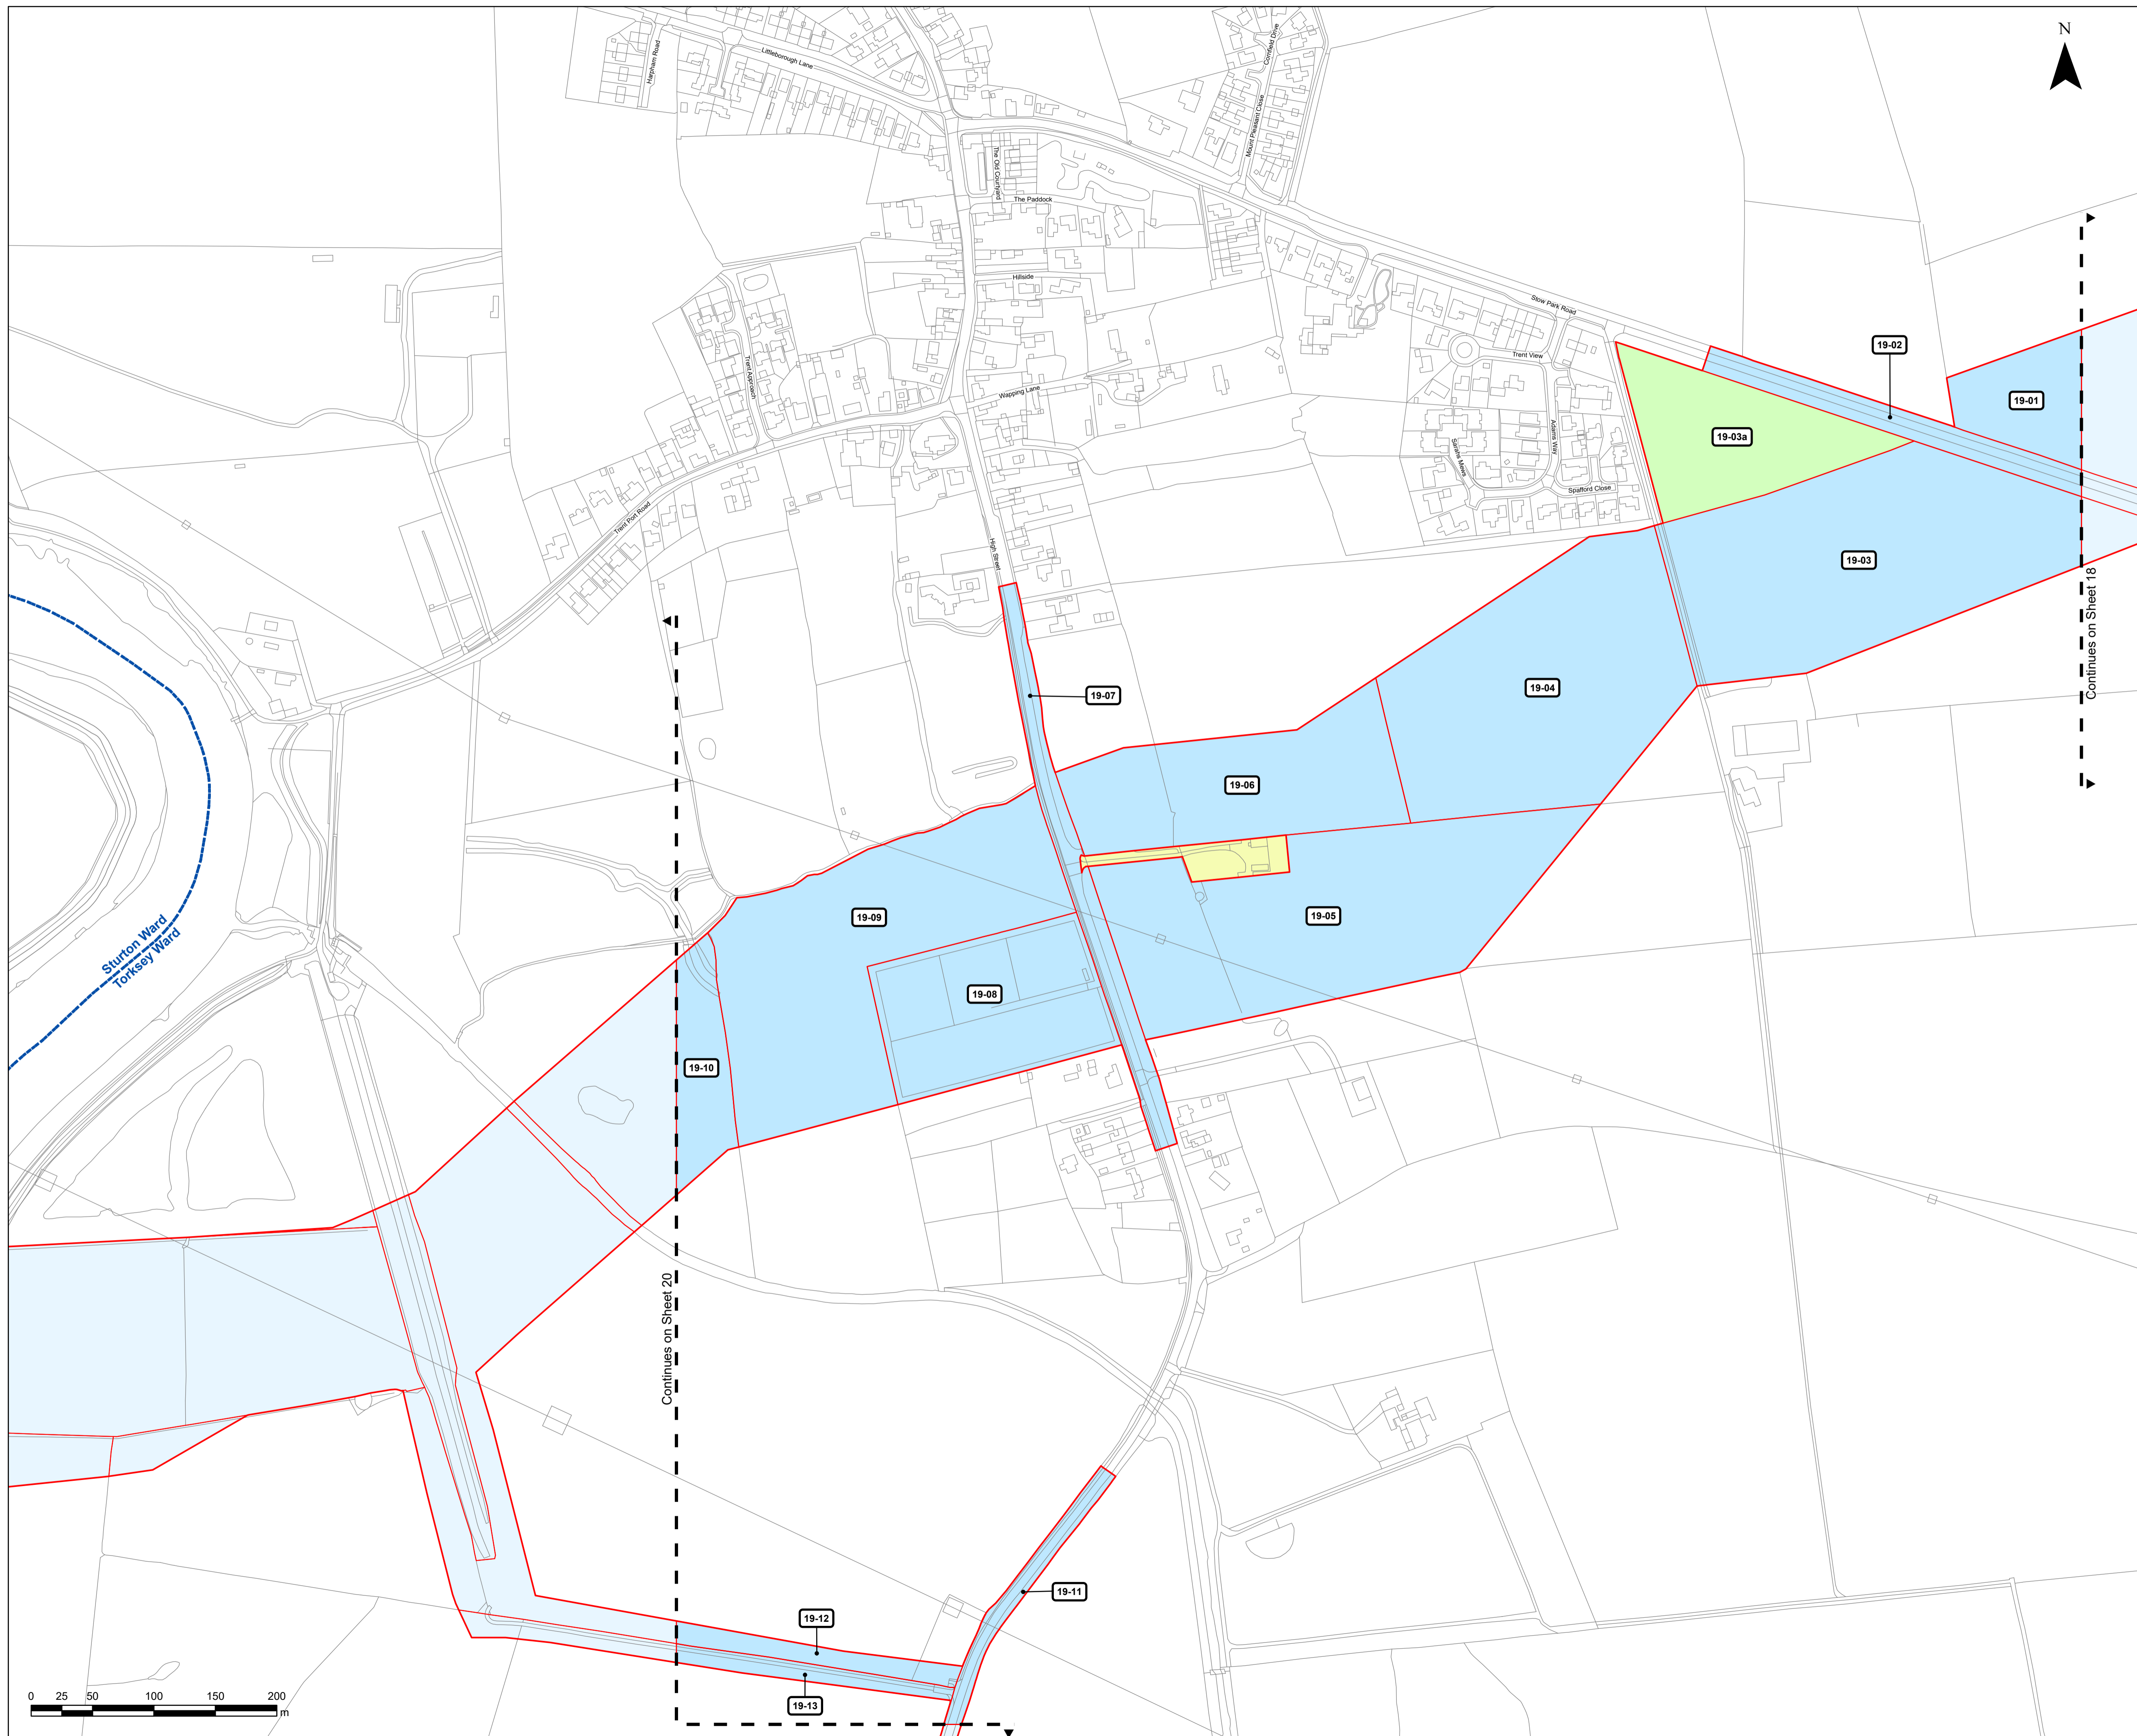 N
Cornfield Drive
Harpham Road
Littleborough Lane
Mount Pleasant Close
The Old Courtyard
The Paddock
Hillside
Stow Park Road
19-02
Trent View
Trent Approach
Wapping Lane
19-01
19-03a
Adams Way
Sarans Mews
Spafford Close
Trent Port Road
High Street
19-03
Continues on Sheet 18
19-04
19-07
19-06
19-09
19-05
Sturton Ward
Torksey Ward
19-08
19-10
Continues on Sheet 20
19-11
19-12
19-13
0 25 50 100 150 200
m